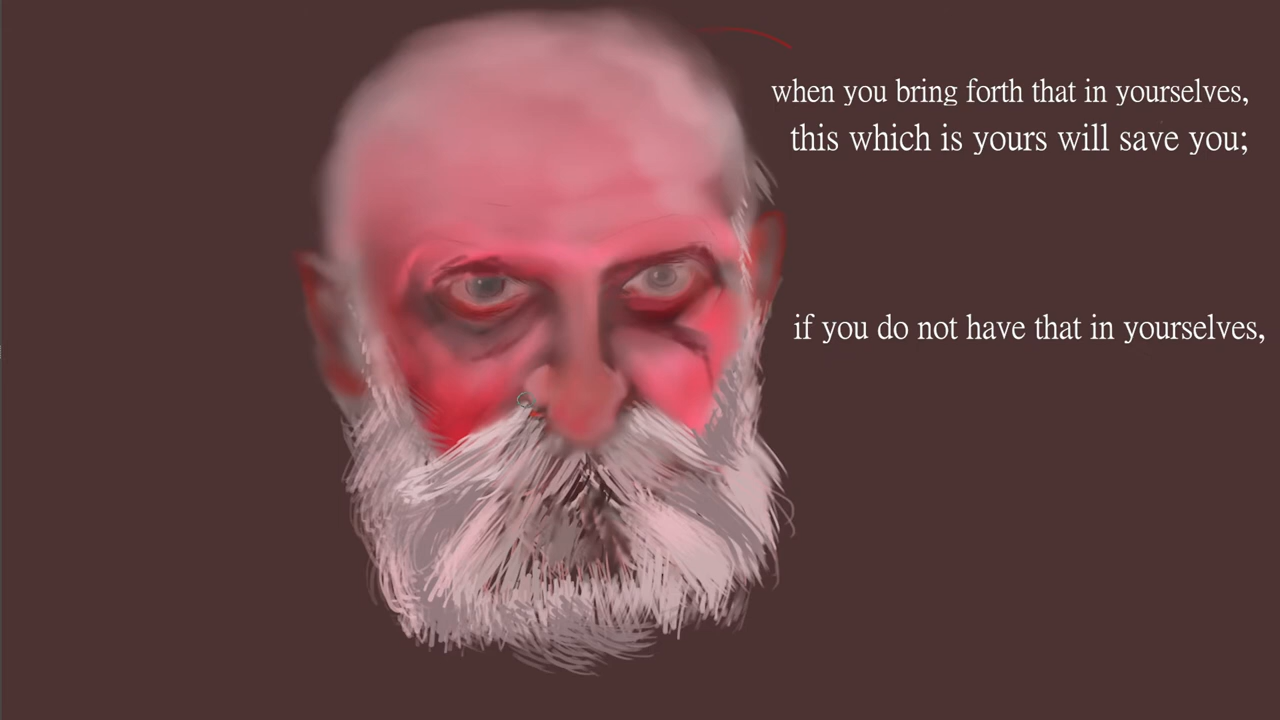 when you bring forth that in yourselves,
this which is yours will save you;
if you do not have that in yourselves,